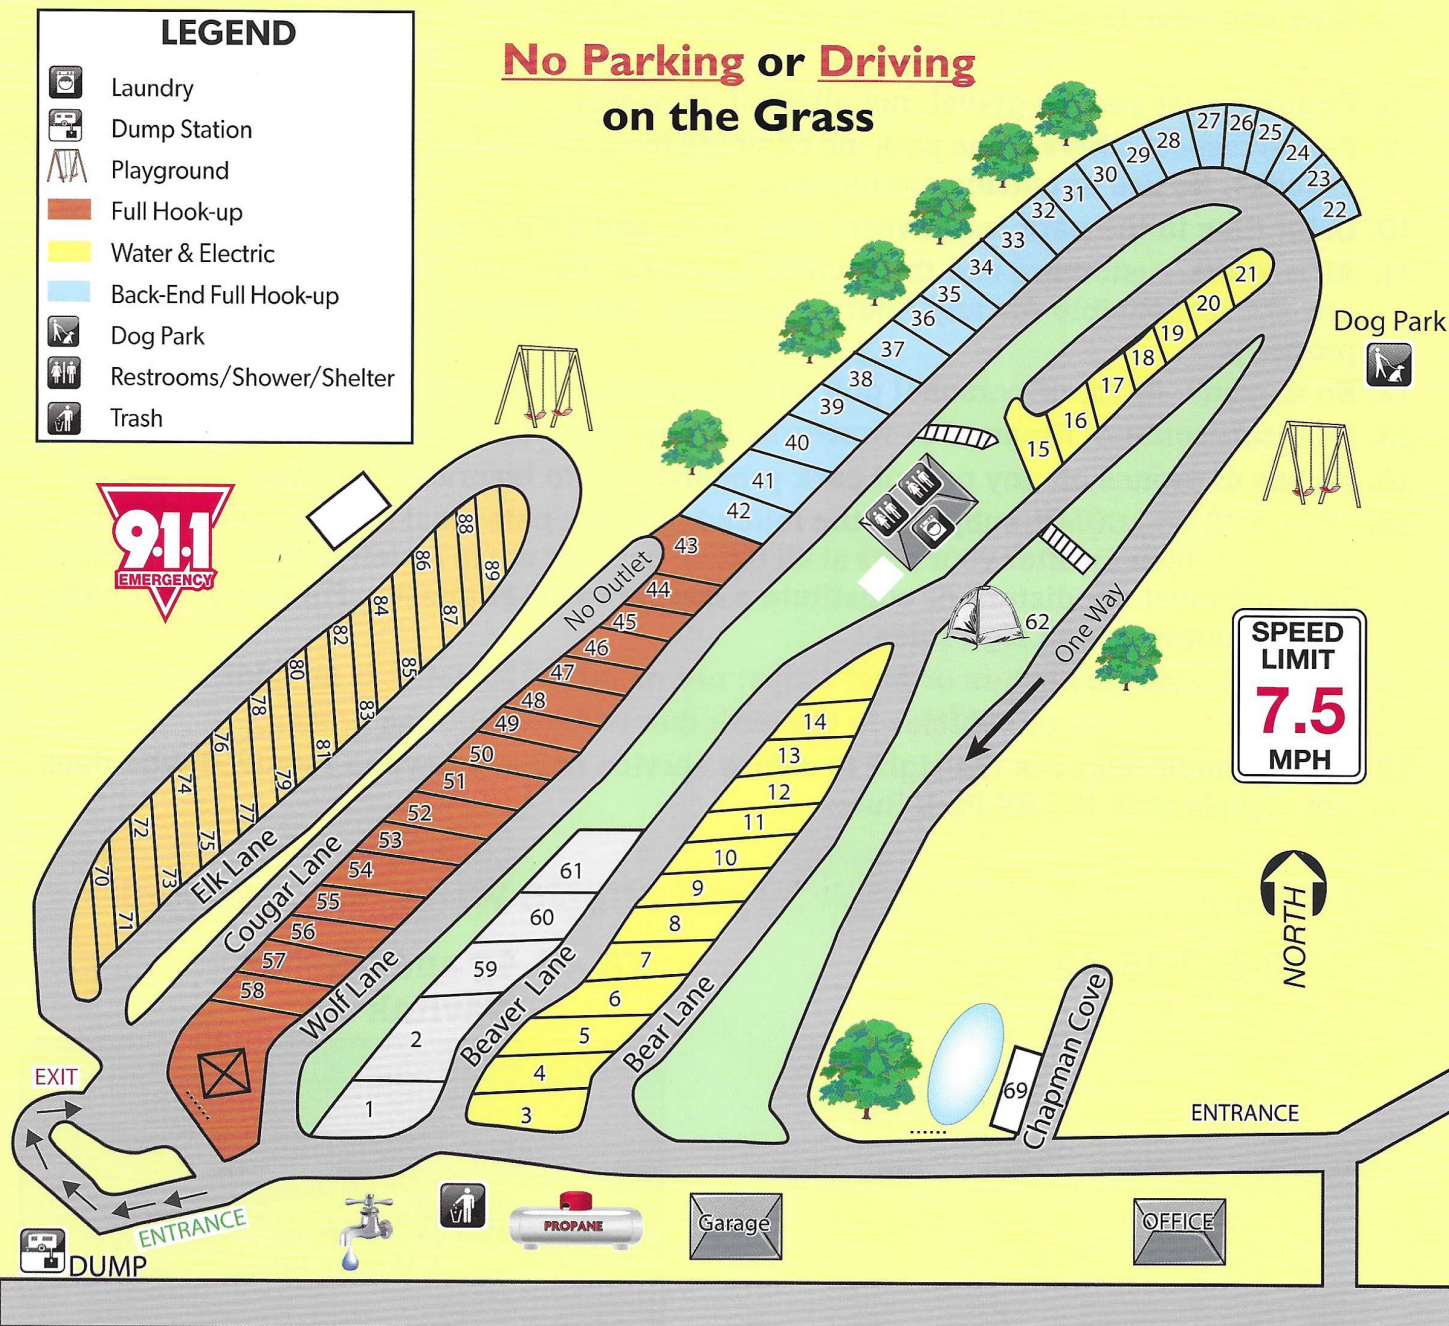 LEGEND
Laundry
Dump Station
Playground
Full Hook-up
Water & Electric
Back-End Full Hook-up
Dog Park
Restrooms/Shower/Shelter
Trash
No Parking or Driving
on the Grass
9·1·1
EMERGENCY
22
23
24
25
26
27
28
29
30
31
32
33
34
35
36
37
38
39
40
41
42
21
20
19
18
17
16
15
Dog Park
43
44
45
46
47
48
49
50
51
52
53
54
55
56
57
58
No Outlet
88
86
89
84
87
82
80
85
78
83
76
81
74
79
72
77
75
70
73
71
Elk Lane
Cougar Lane
Wolf Lane
62
One Way
SPEED
LIMIT
7.5
MPH
14
13
12
11
10
9
8
7
6
5
4
3
61
60
59
2
1
Beaver Lane
Bear Lane
NORTH
69
Chapman Cove
EXIT
ENTRANCE
ENTRANCE
DUMP
PROPANE
Garage
OFFICE